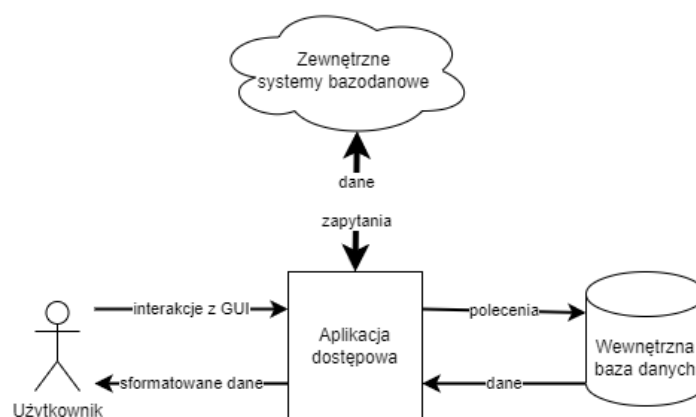 Zewnętrzne
systemy bazodanowe
dane
zapytania
interakcje z GUI
polecenia
Aplikacja
dostępowa
Wewnętrzna
baza danych
sformatowane dane
dane
Użytkownik